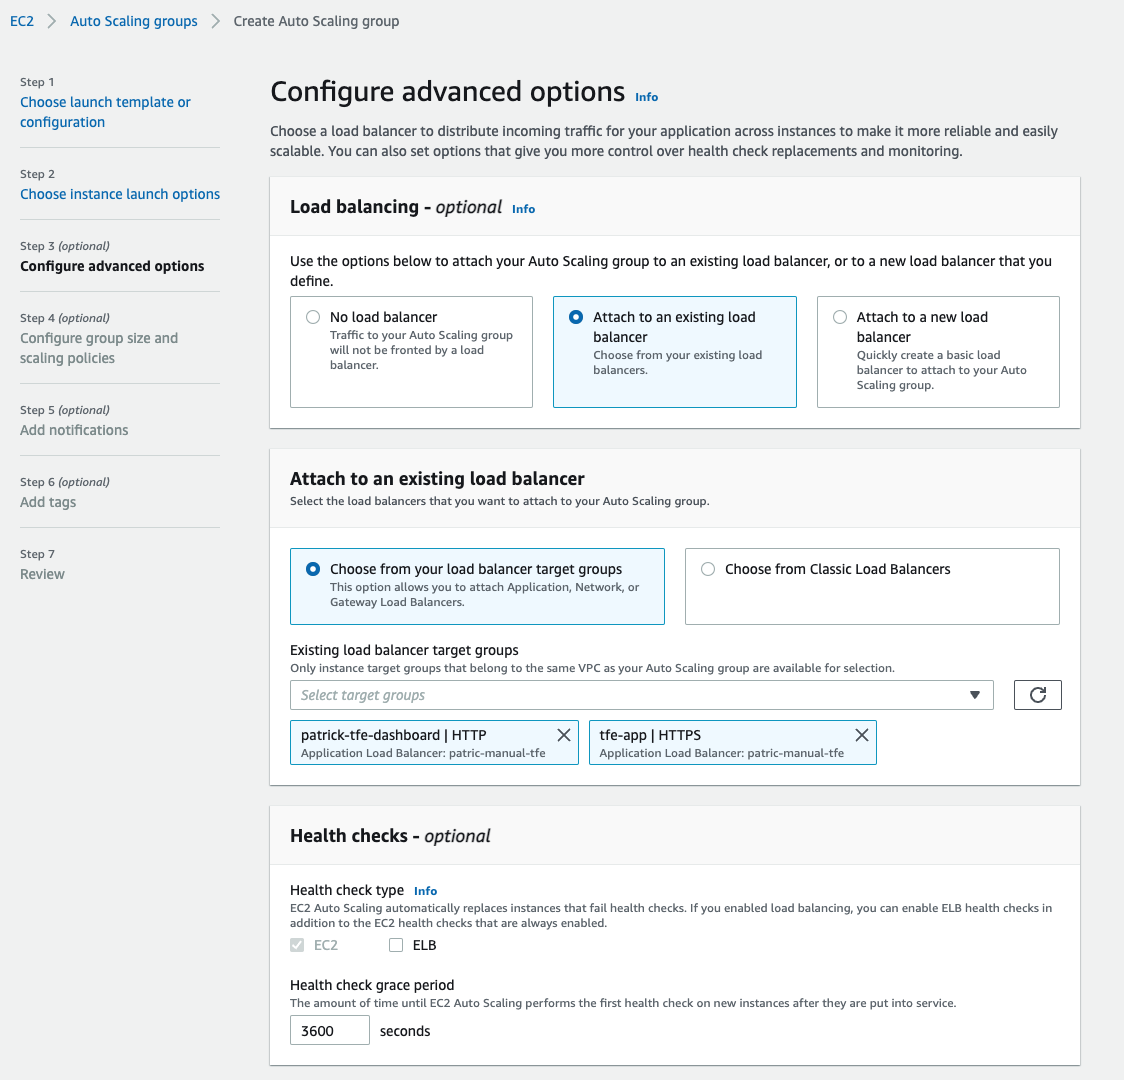 EC2 > Auto Scaling groups > Create Auto Scaling group
Step 1
Choose launch template or
configuration
Step 2
Choose instance launch options
Step 3 (optional)
Configure advanced options
Step 4 (optional)
Configure group size and
scaling policies
Step 5 (optional)
Add notifications
Step 6 (optional)
Add tags
Step 7
Review
Configure advanced options Info
Choose a load balancer to distribute incoming traffic for your application across instances to make it more reliable and easily
scalable. You can also set options that give you more control over health check replacements and monitoring.
Load balancing - optional Info
Use the options below to attach your Auto Scaling group to an existing load balancer, or to a new load balancer that you
define.
No load balancer
Traffic to your Auto Scaling group
will not be fronted by a load
balancer.
Attach to an existing load
balancer
Choose from your existing load
balancers.
Attach to a new load
balancer
Quickly create a basic load
balancer to attach to your Auto
Scaling group.
Attach to an existing load balancer
Select the load balancers that you want to attach to your Auto Scaling group.
Choose from your load balancer target groups
This option allows you to attach Application, Network, or
Gateway Load Balancers.
Choose from Classic Load Balancers
Existing load balancer target groups
Only instance target groups that belong to the same VPC as your Auto Scaling group are available for selection.
Select target groups
patrick-tfe-dashboard | HTTP
Application Load Balancer: patric-manual-tfe
tfe-app | HTTPS
Application Load Balancer: patric-manual-tfe
Health checks - optional
Health check type Info
EC2 Auto Scaling automatically replaces instances that fail health checks. If you enabled load balancing, you can enable ELB health checks in
addition to the EC2 health checks that are always enabled.
EC2 ELB
Health check grace period
The amount of time until EC2 Auto Scaling performs the first health check on new instances after they are put into service.
3600 seconds